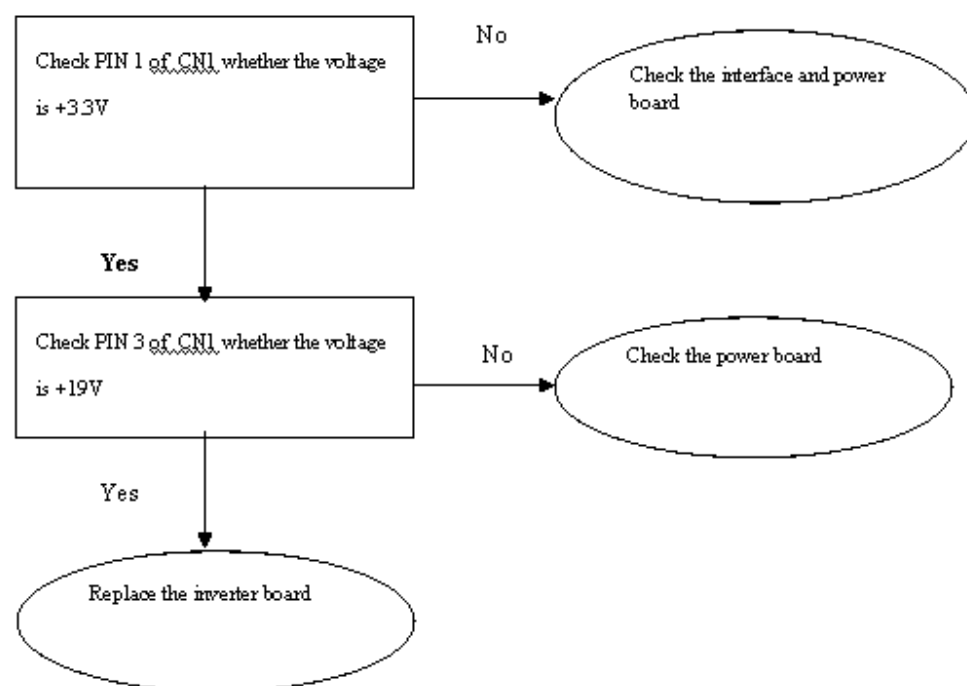 Check PIN 1 of CN1 whether the voltage
is +3.3V
No
Check the interface and power
board
Yes
Check PIN 3 of CN1 whether the voltage
is +19V
No
Check the power board
Yes
Replace the inverter board